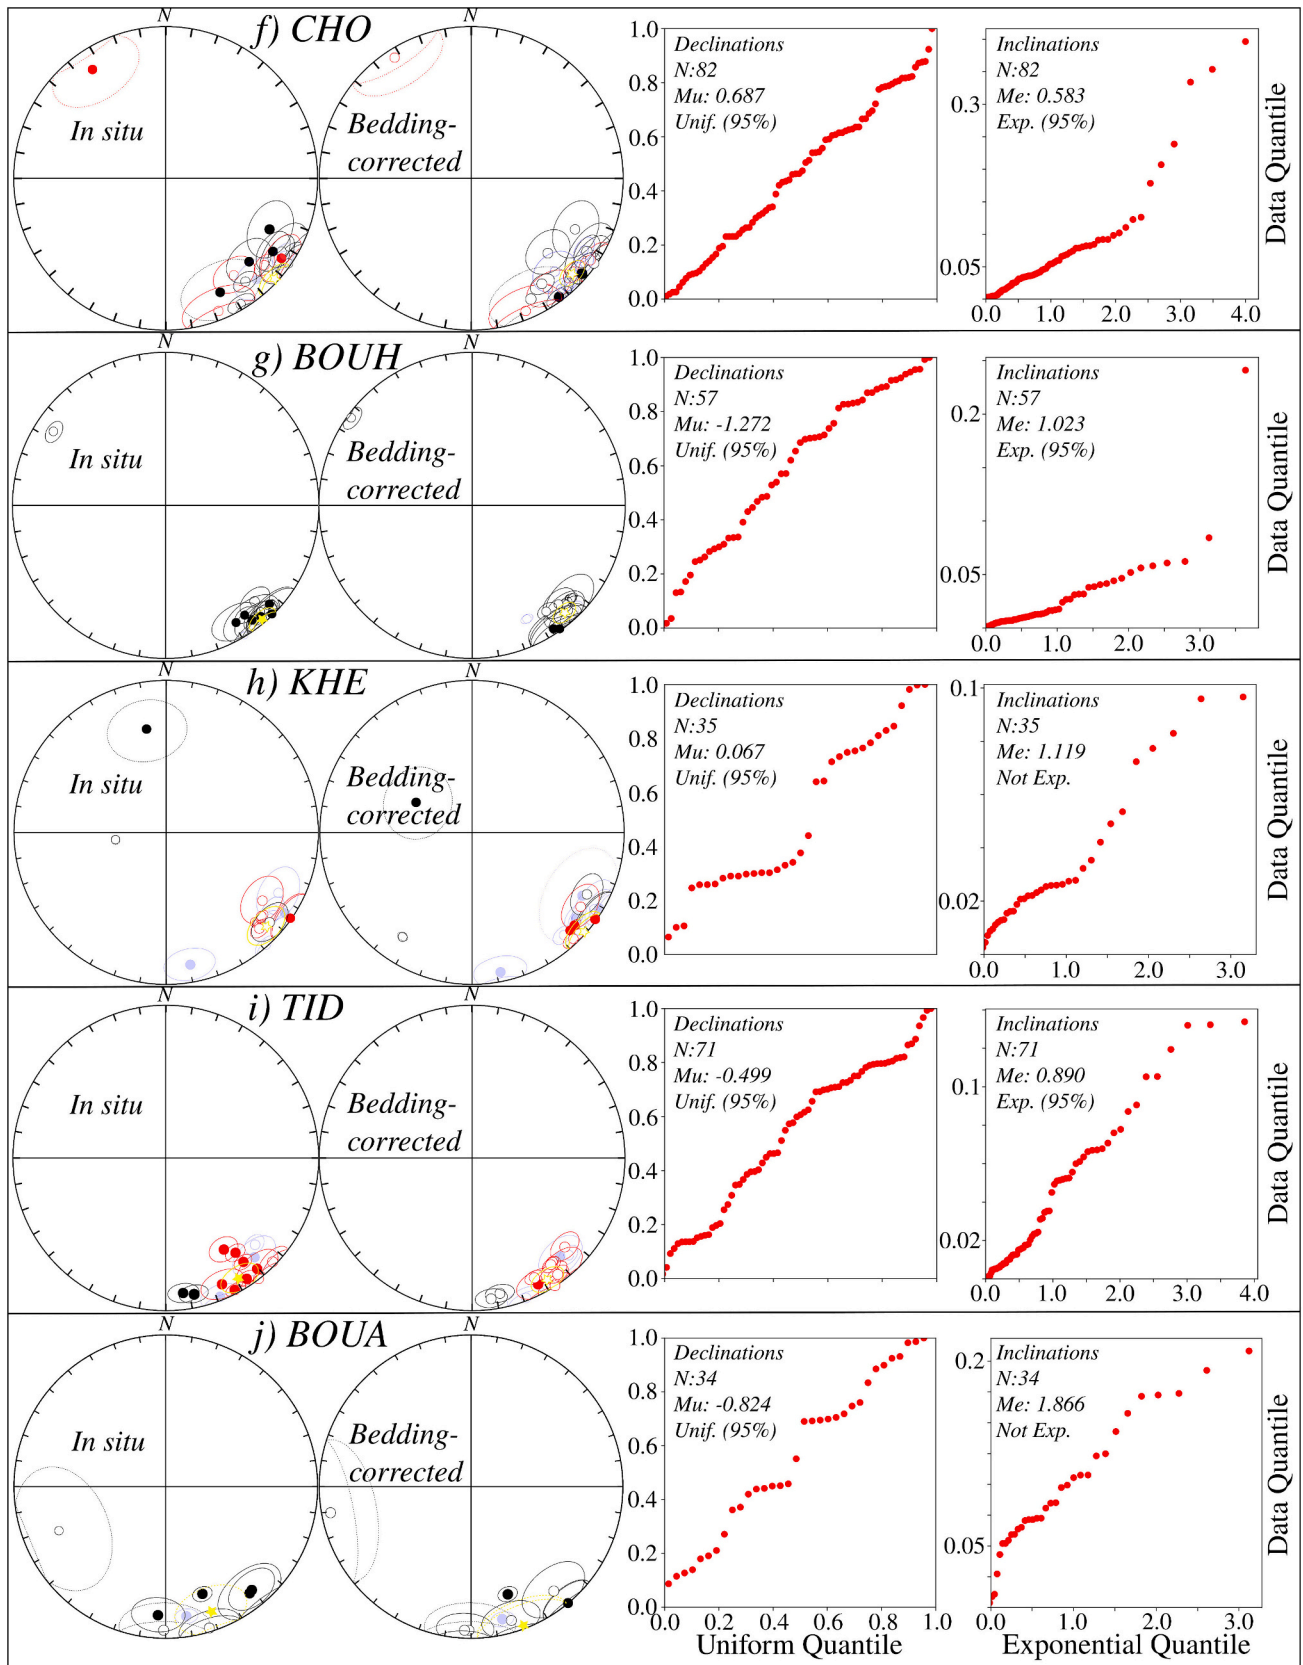 f) CHO
N
N
In situ
Bedding-
corrected
1.0
0.8
0.6
0.4
0.2
0.0
Declinations
N:82
Mu: 0.687
Unif. (95%)
0.3
0.05
Inclinations
N:82
Me: 0.583
Exp. (95%)
0.0 1.0 2.0 3.0 4.0
Data Quantile
g) BOUH
N
N
In situ
Bedding-
corrected
1.0
0.8
0.6
0.4
0.2
0.0
Declinations
N:57
Mu: -1.272
Unif. (95%)
0.2
0.05
Inclinations
N:57
Me: 1.023
Exp. (95%)
0.0 1.0 2.0 3.0
Data Quantile
h) KHE
N
N
In situ
Bedding-
corrected
1.0
0.8
0.6
0.4
0.2
0.0
Declinations
N:35
Mu: 0.067
Unif. (95%)
0.1
0.02
Inclinations
N:35
Me: 1.119
Not Exp.
0.0 1.0 2.0 3.0
Data Quantile
i) TID
N
N
In situ
Bedding-
corrected
1.0
0.8
0.6
0.4
0.2
0.0
Declinations
N:71
Mu: -0.499
Unif. (95%)
0.1
0.02
Inclinations
N:71
Me: 0.890
Exp. (95%)
0.0 1.0 2.0 3.0 4.0
Data Quantile
j) BOUA
N
N
In situ
Bedding-
corrected
1.0
0.8
0.6
0.4
0.2
0.0
Declinations
N:34
Mu: -0.824
Unif. (95%)
0.0 0.2 0.4 0.6 0.8 1.0
Uniform Quantile
0.2
0.05
Inclinations
N:34
Me: 1.866
Not Exp.
0.0 1.0 2.0 3.0
Exponential Quantile
Data Quantile